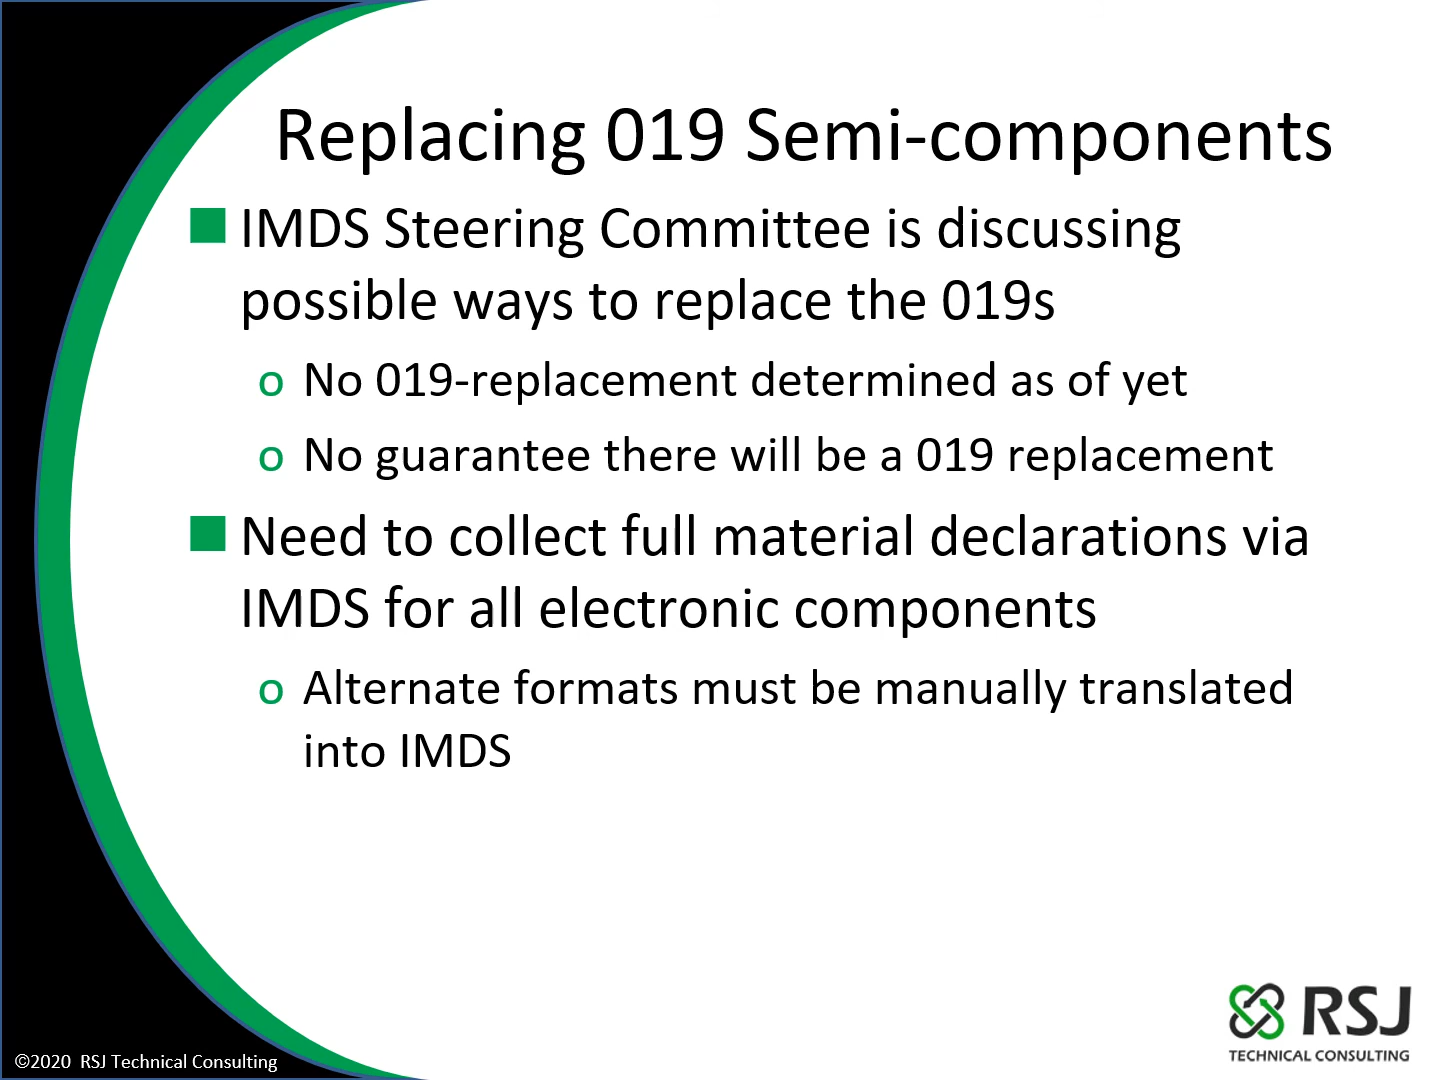 Replacing 019 Semi-components
IMDS Steering Committee is discussing
possible ways to replace the 019s
o No 019-replacement determined as of yet
o No guarantee there will be a 019 replacement
Need to collect full material declarations via
IMDS for all electronic components
o Alternate formats must be manually translated
into IMDS
RSJ
TECHNICAL CONSULTING
©2020 RSJ Technical Consulting